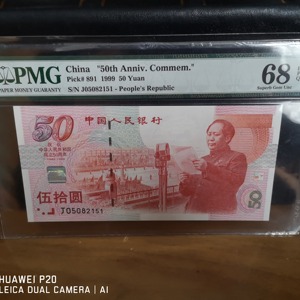 PMG
PAPER MONEY GUARANTY
China "50th Anniv. Commem."
Pick# 891 1999 50 Yuan
S/N J05082151 - People's Republic
68
Superb Gem Unc
50
中国人民银行
伍拾圆
J05082151
50
HUAWEI P20
LEICA DUAL CAMERA | AI